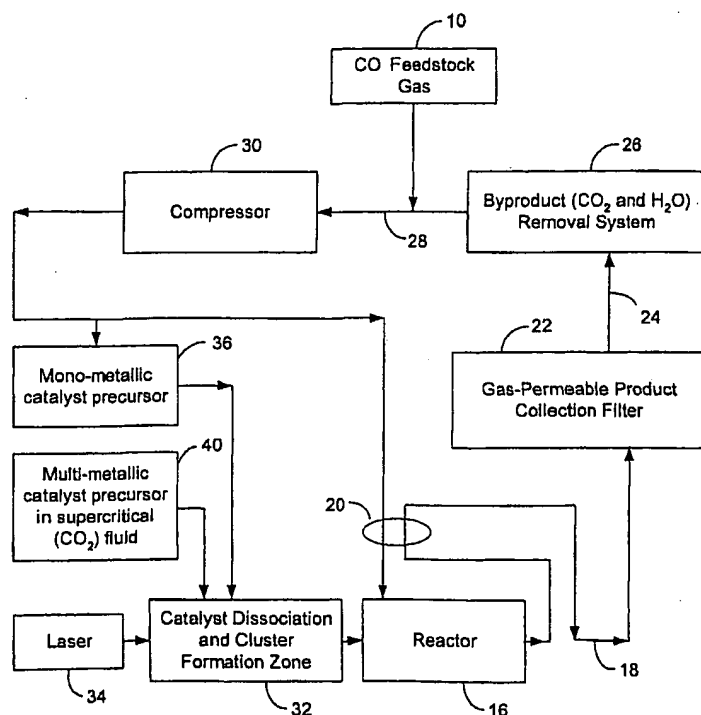 10
CO Feedstock
Gas
30
Compressor
28
26
Byproduct (CO₂ and H₂O)
Removal System
24
22
Gas-Permeable Product
Collection Filter
36
Mono-metallic
catalyst precursor
40
Multi-metallic
catalyst precursor
in supercritical
(CO₂) fluid
20
18
Laser
34
Catalyst Dissociation
and Cluster
Formation Zone
32
Reactor
16